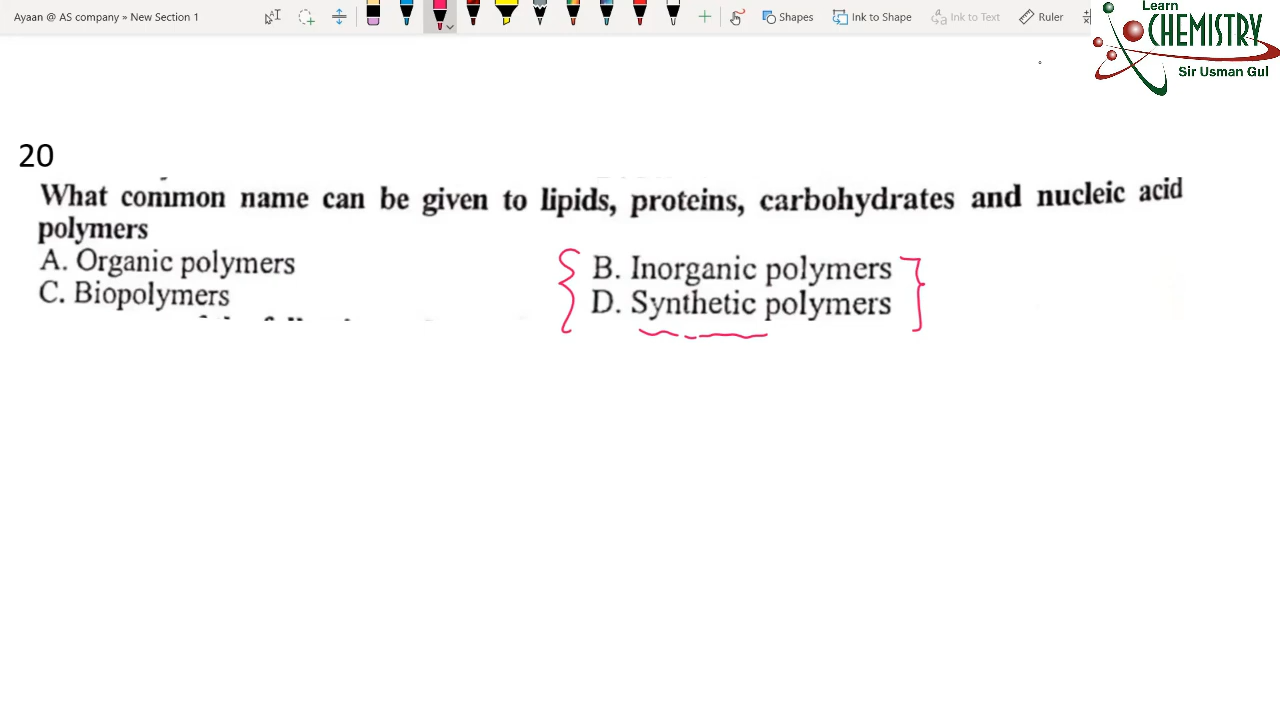 Ayaan @ AS company » New Section 1
Shapes
Ink to Shape
Ink to Text
Ruler
Learn
CHEMISTRY
Sir Usman Gul
20
What common name can be given to lipids, proteins, carbohydrates and nucleic acid
polymers
A. Organic polymers
B. Inorganic polymers
C. Biopolymers
D. Synthetic polymers